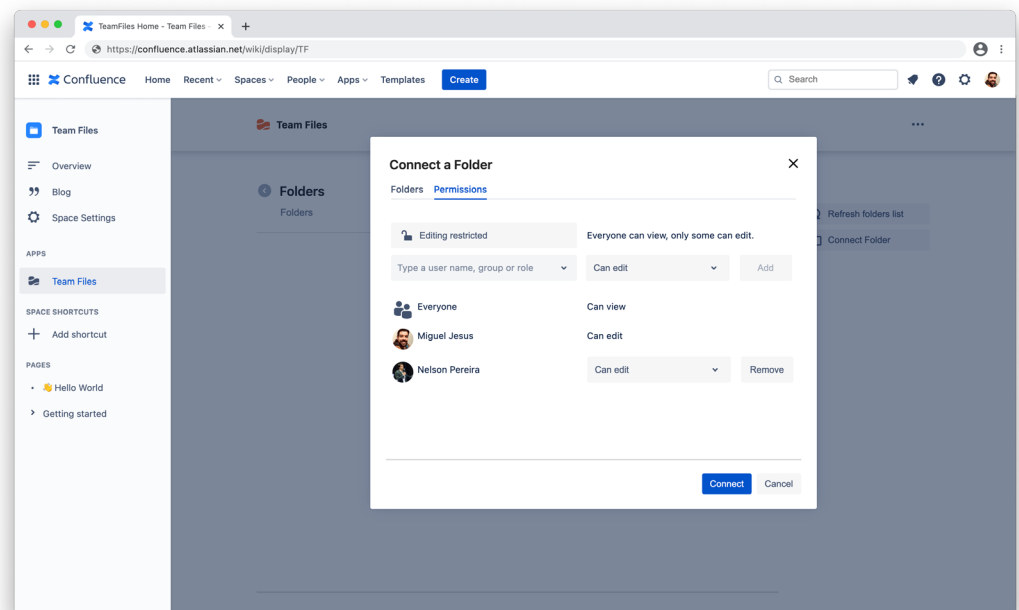 TeamFiles Home - Team Files -
https://confluence.atlassian.net/wiki/display/TF
Confluence Home Recent Spaces People Apps Templates Create Search
Team Files
Overview
Blog
Space Settings
APPS
Team Files
SPACE SHORTCUTS
Add shortcut
PAGES
Hello World
Getting started
Team Files
Folders
Folders
Refresh folders list
Connect Folder
Connect a Folder
Folders Permissions
Editing restricted Everyone can view, only some can edit.
Type a user name, group or role Can edit Add
Everyone Can view
Miguel Jesus Can edit
Nelson Pereira Can edit Remove
Connect Cancel